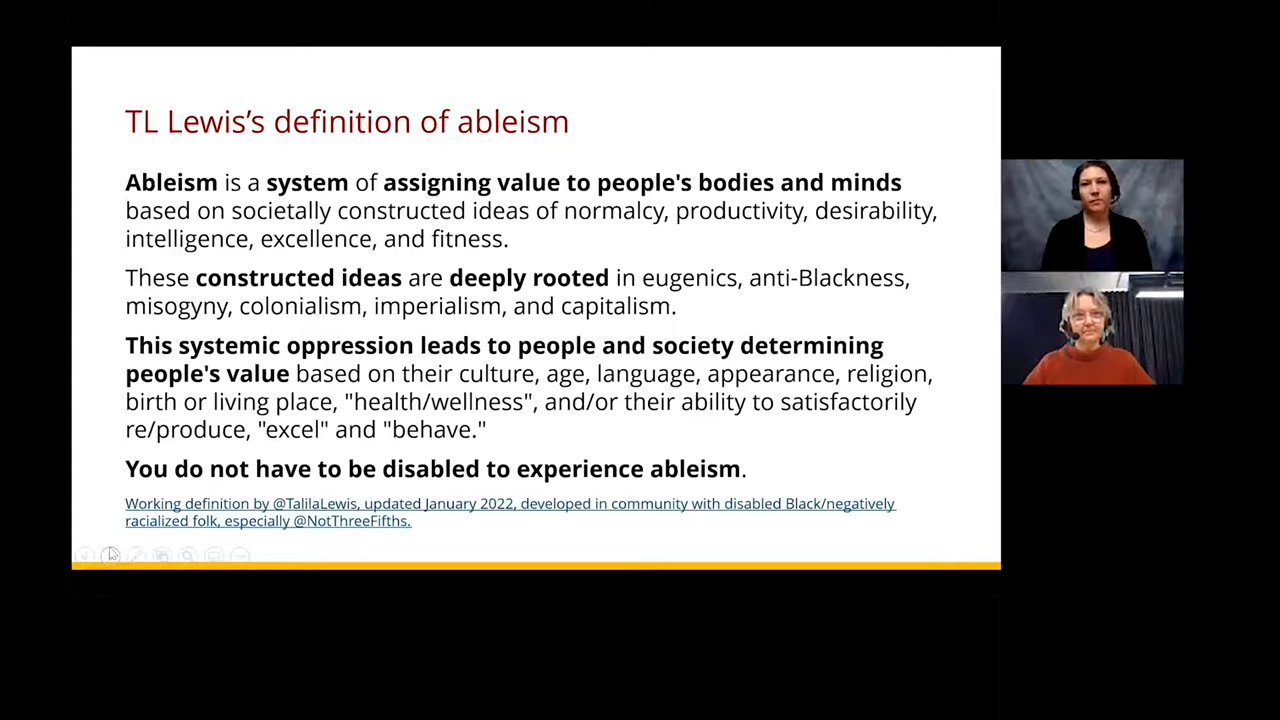 TL Lewis’s definition of ableism
Ableism is a system of assigning value to people's bodies and minds
based on societally constructed ideas of normalcy, productivity, desirability,
intelligence, excellence, and fitness.
These constructed ideas are deeply rooted in eugenics, anti-Blackness,
misogyny, colonialism, imperialism, and capitalism.
This systemic oppression leads to people and society determining
people's value based on their culture, age, language, appearance, religion,
birth or living place, "health/wellness", and/or their ability to satisfactorily
re/produce, "excel" and "behave."
You do not have to be disabled to experience ableism.
Working definition by @TalilaLewis, updated January 2022, developed in community with disabled Black/negatively
racialized folk, especially @NotThreeFifths.